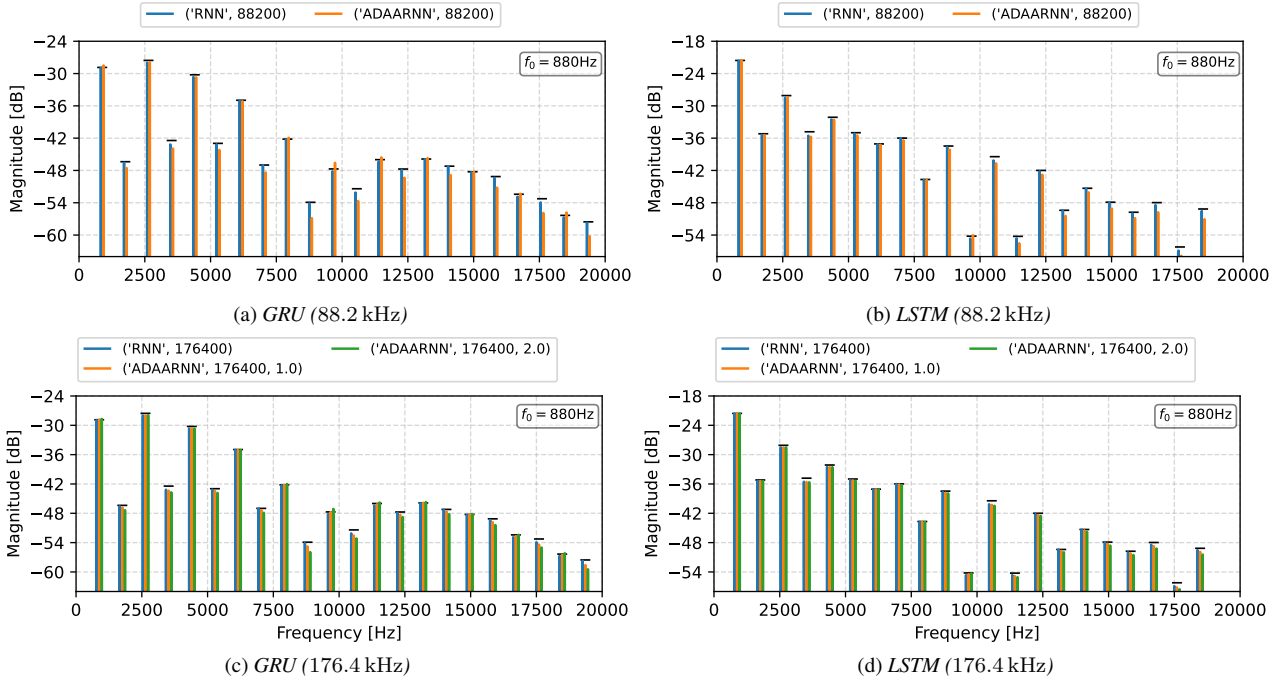 ('RNN', 88200) ('ADAARNN', 88200)
('RNN', 88200) ('ADAARNN', 88200)
Magnitude [dB]
−24
−30
−36
−42
−48
−54
−60
f₀ = 880Hz
0 2500 5000 7500 10000 12500 15000 17500 20000
(a) GRU (88.2 kHz)
Magnitude [dB]
−18
−24
−30
−36
−42
−48
−54
f₀ = 880Hz
0 2500 5000 7500 10000 12500 15000 17500 20000
(b) LSTM (88.2 kHz)
('RNN', 176400) ('ADAARNN', 176400, 2.0)
('ADAARNN', 176400, 1.0)
Magnitude [dB]
−24
−30
−36
−42
−48
−54
−60
f₀ = 880Hz
0 2500 5000 7500 10000 12500 15000 17500 20000
Frequency [Hz]
(c) GRU (176.4 kHz)
('RNN', 176400) ('ADAARNN', 176400, 2.0)
('ADAARNN', 176400, 1.0)
Magnitude [dB]
−18
−24
−30
−36
−42
−48
−54
f₀ = 880Hz
0 2500 5000 7500 10000 12500 15000 17500 20000
Frequency [Hz]
(d) LSTM (176.4 kHz)